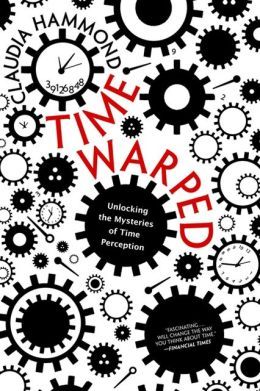 CLAUDIA HAMMOND
TIME
WARPED
Unlocking
the Mysteries
of Time
Perception
"FASCINATING....
WILL CHANGE THE WAY
YOU THINK ABOUT TIME."
—FINANCIAL TIMES